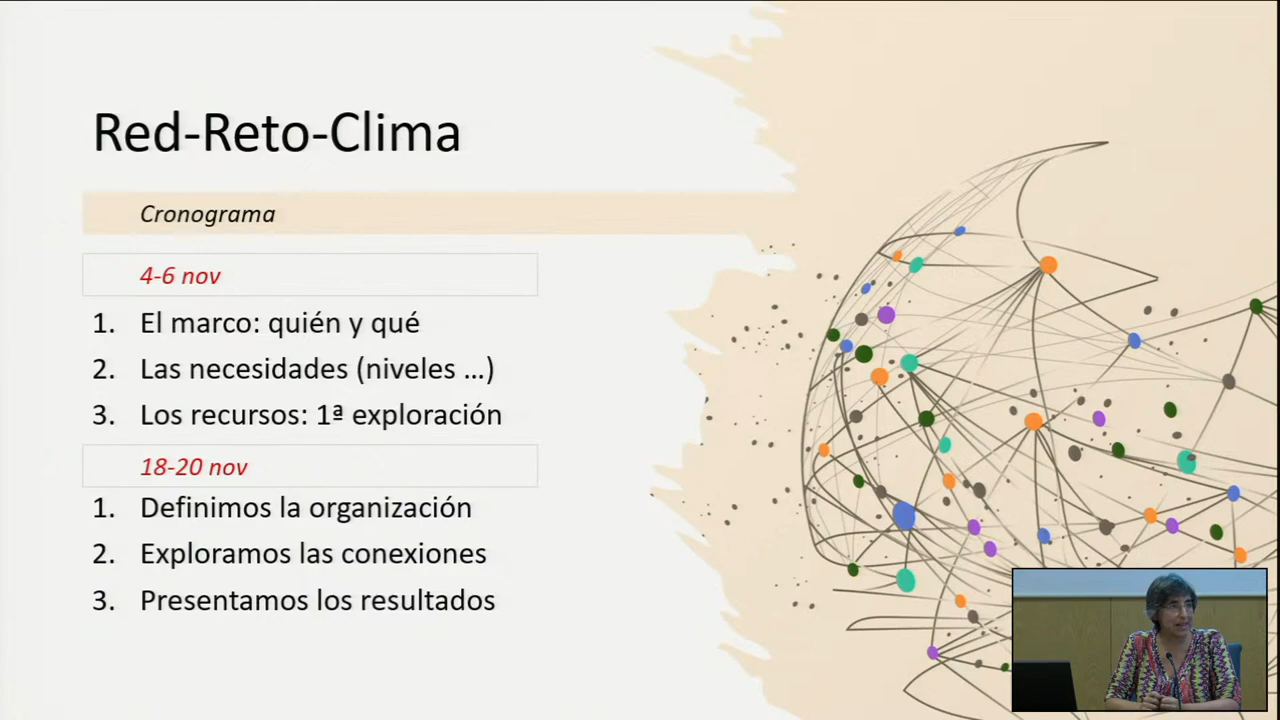 Red-Reto-Clima
Cronograma
4-6 nov
1. El marco: quién y qué
2. Las necesidades (niveles …)
3. Los recursos: 1ª exploración
18-20 nov
1. Definimos la organización
2. Exploramos las conexiones
3. Presentamos los resultados